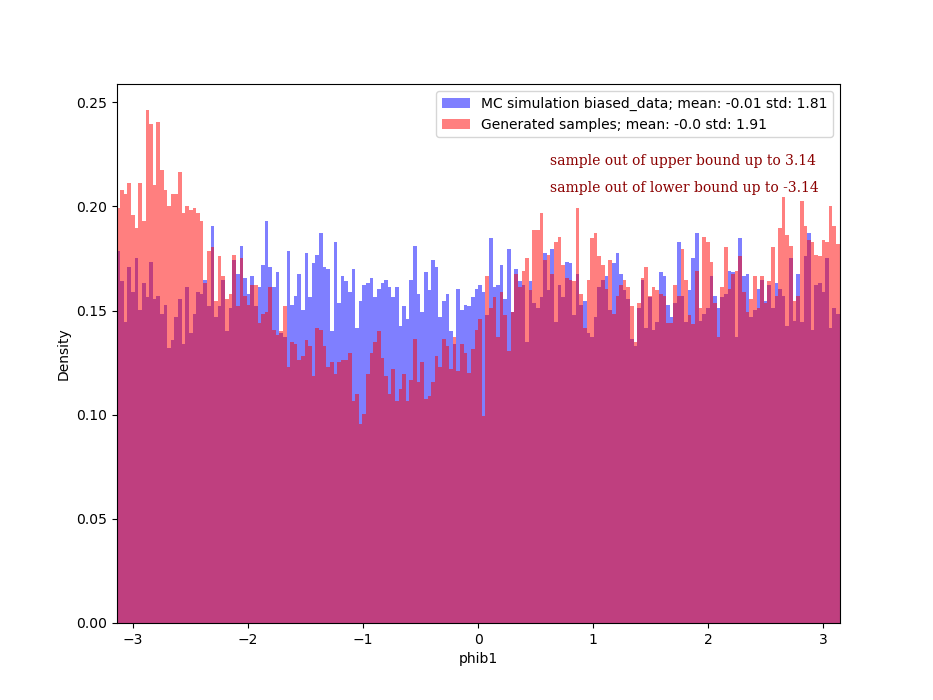 MC simulation biased_data; mean: -0.01 std: 1.81
Generated samples; mean: -0.0 std: 1.91
sample out of upper bound up to 3.14
sample out of lower bound up to -3.14
0.25
0.20
0.15
0.10
0.05
0.00
Density
−3 −2 −1 0 1 2 3
phib1